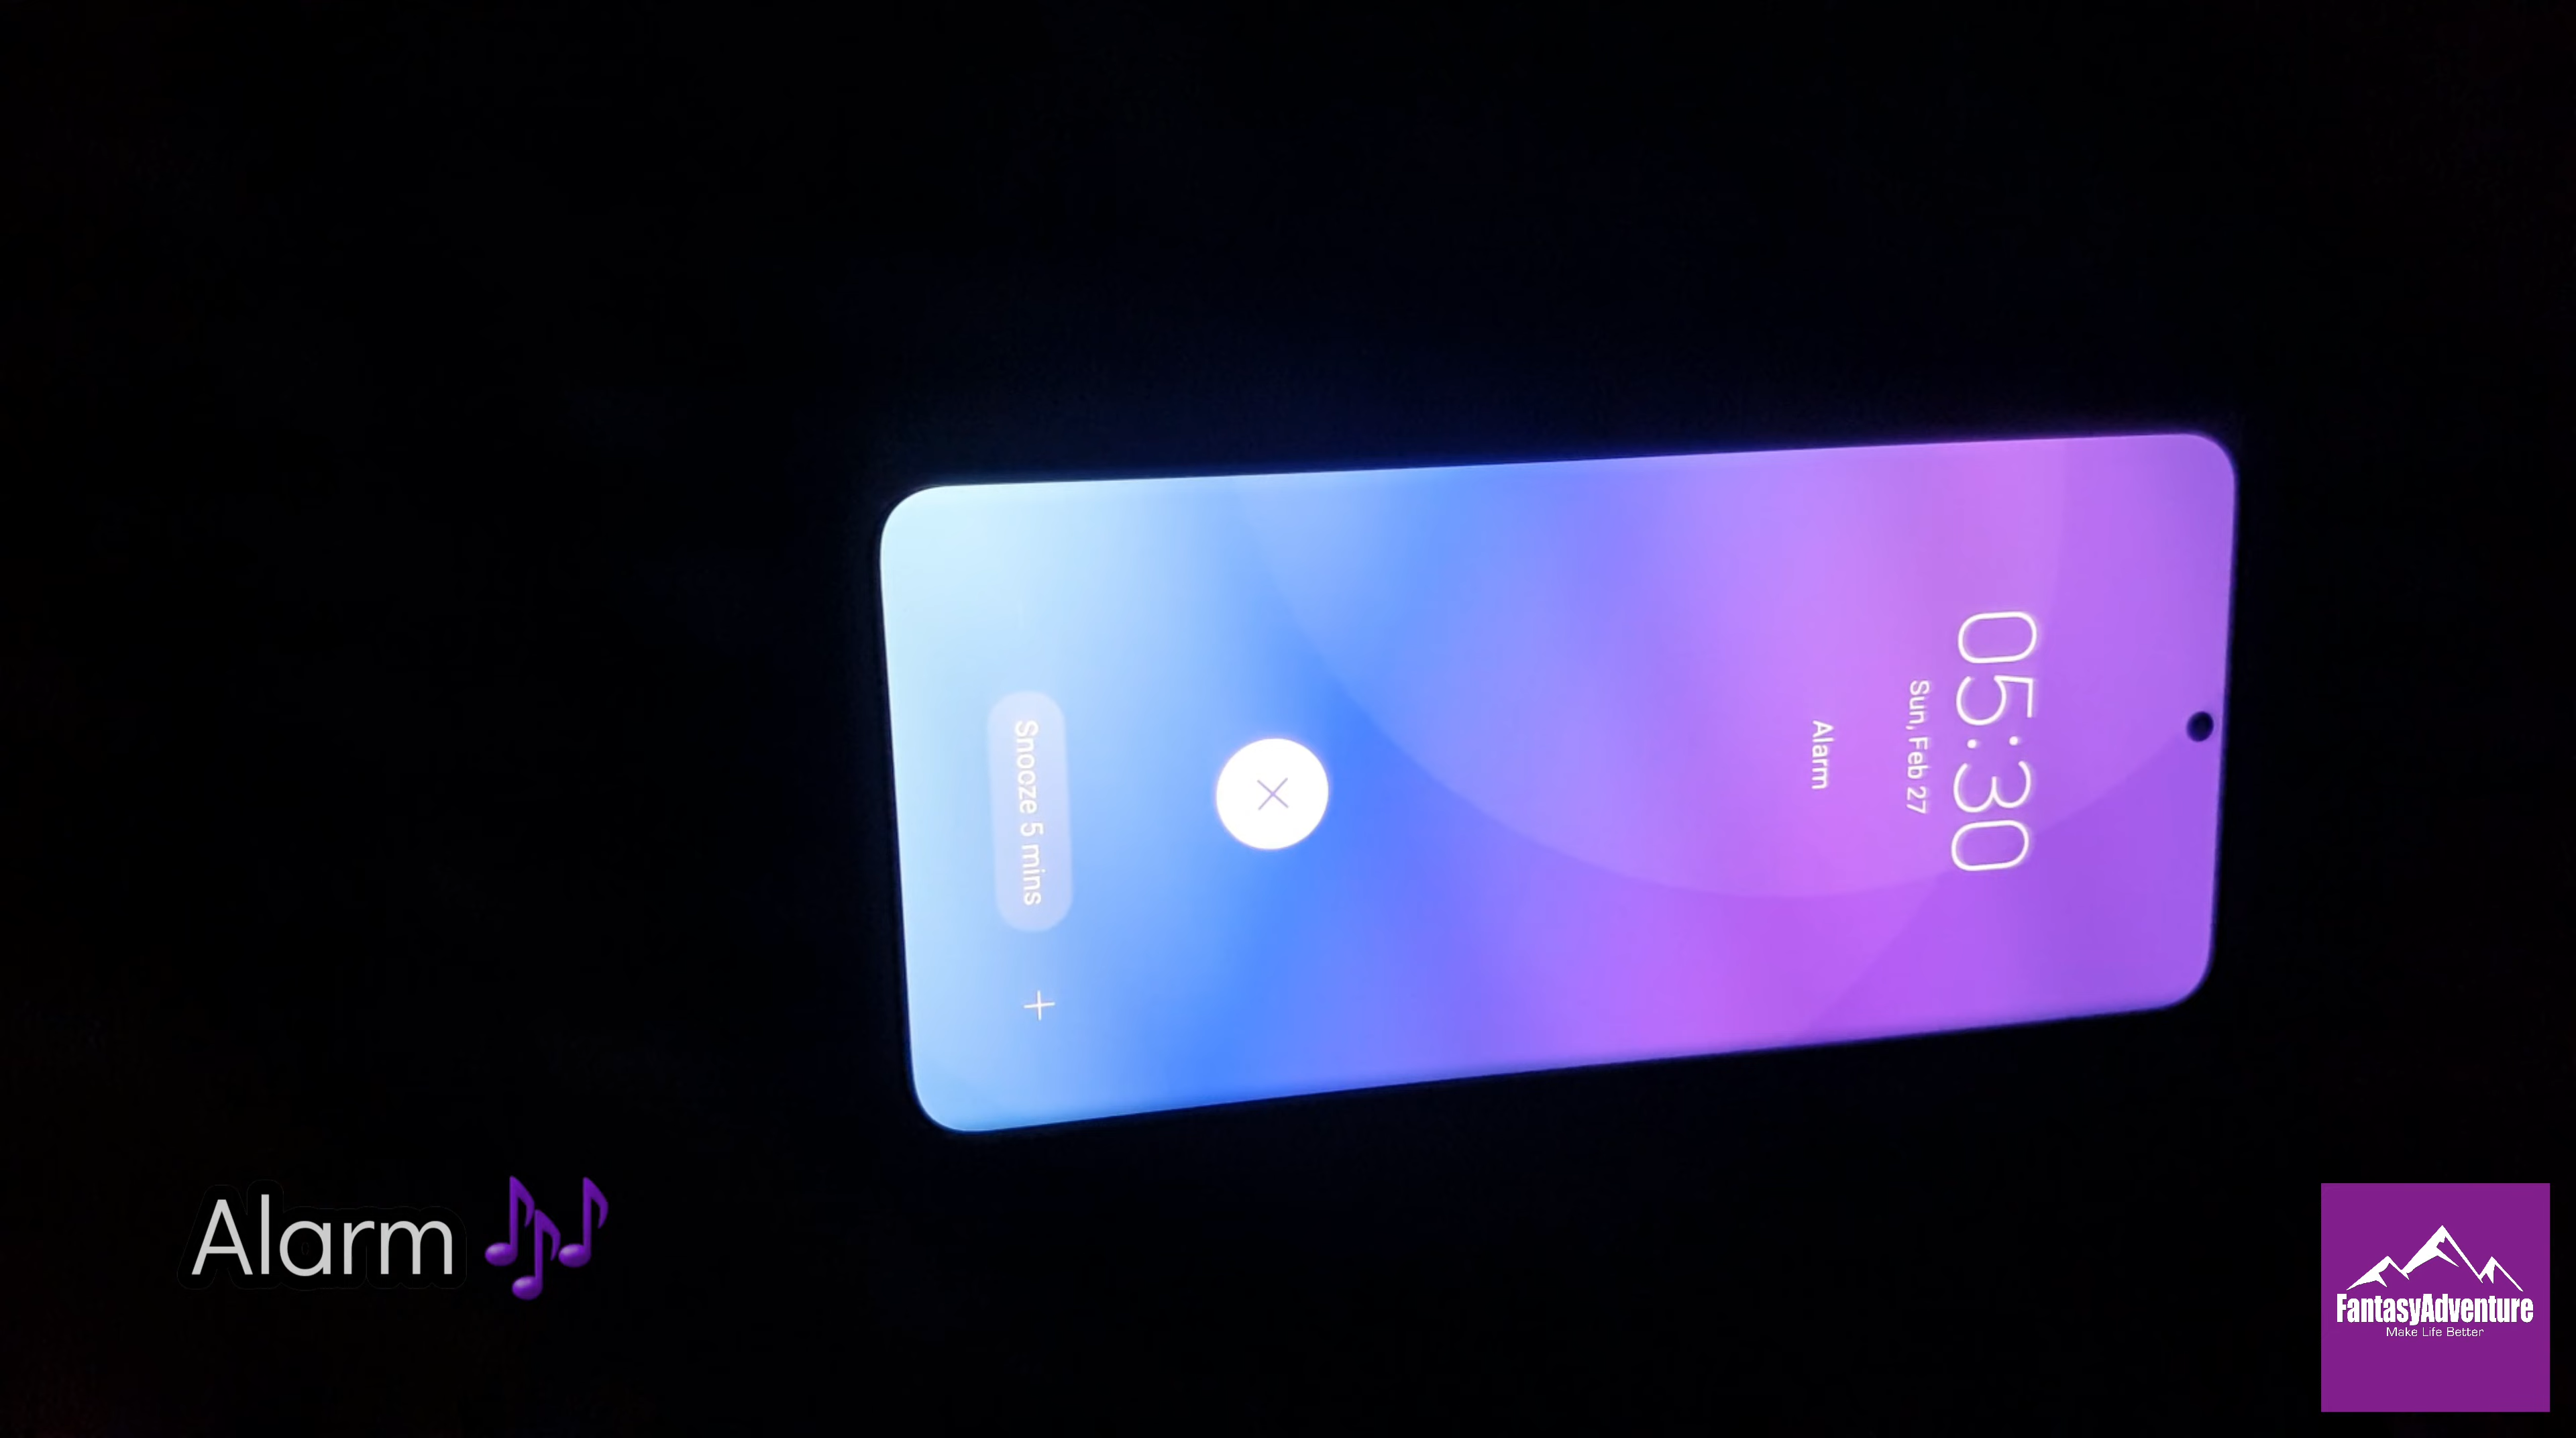 05:30
Sun, Feb 27
Alarm
Snooze 5 mins
Alarm
FantasyAdventure
Make Life Better